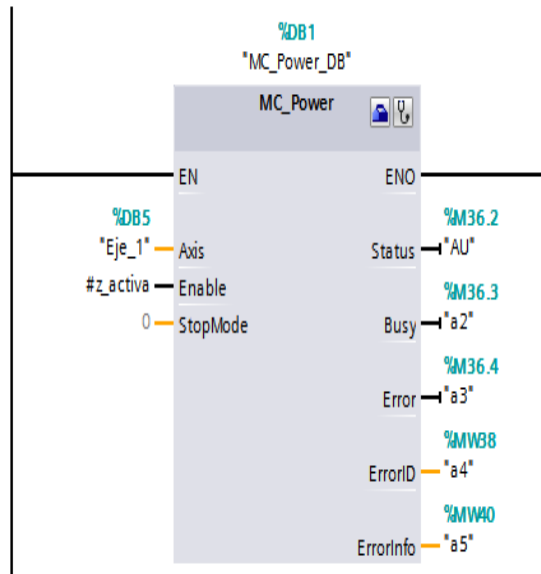 %DB1
"MC_Power_DB"
MC_Power
EN ENO
%DB5 %M36.2
"Eje_1" Axis Status "AU"
#z_activa Enable %M36.3
0 StopMode Busy "a2"
%M36.4
Error "a3"
%MW38
ErrorID "a4"
%MW40
ErrorInfo "a5"